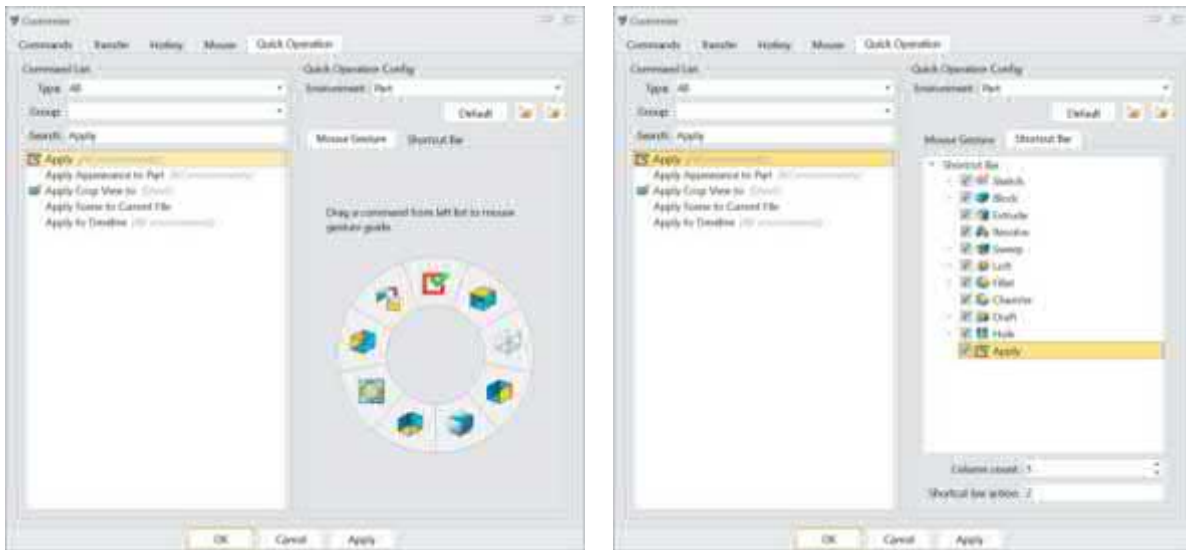 Customize
Commands Transfer Hotkey Mouse Quick Operation
Command List
Type: All
Group:
Search: Apply
Apply
Apply Appearance to Part
Apply Crop View to
Apply Scene to Current File
Apply to Timeline
Quick Operation Config
Environment: Part
Default
Mouse Gesture Shortcut Bar
Drag a command from left list to mouse
gesture guide.
OK Cancel Apply
Customize
Commands Transfer Hotkey Mouse Quick Operation
Command List
Type: All
Group:
Search: Apply
Apply
Apply Appearance to Part
Apply Crop View to
Apply Scene to Current File
Apply to Timeline
Quick Operation Config
Environment: Part
Default
Mouse Gesture Shortcut Bar
Shortcut Bar
Sketch
Block
Extrude
Revolve
Sweep
Loft
Fillet
Chamfer
Draft
Hole
Apply
Column count:
Shortcut bar action:
OK Cancel Apply